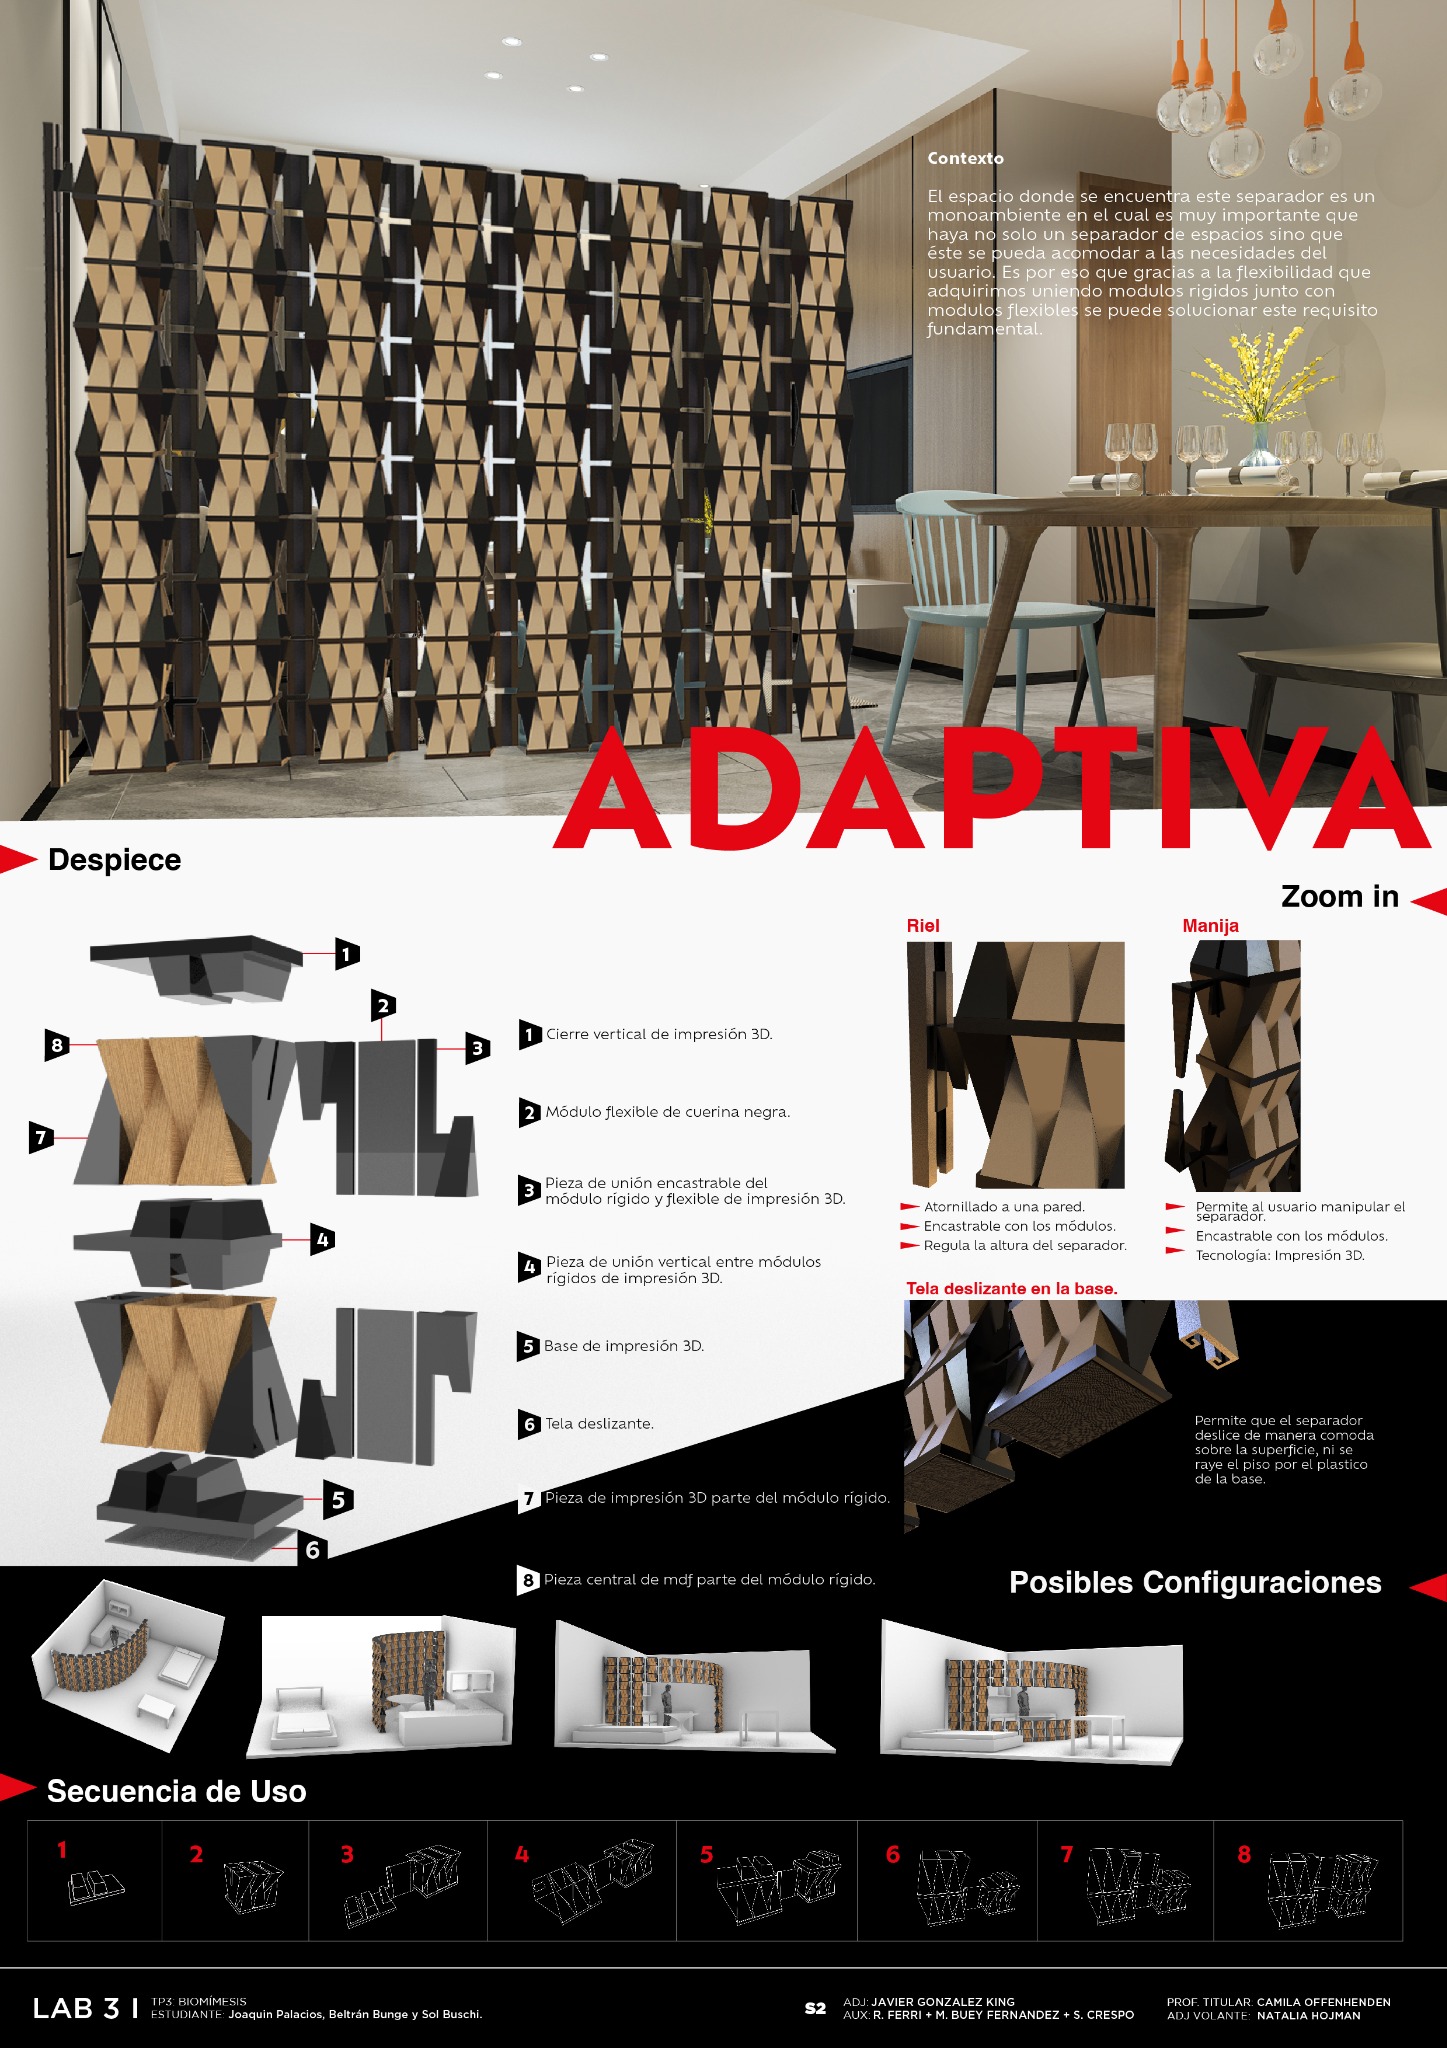 Contexto
El espacio donde se encuentra este separador es un
monoambiente en el cual es muy importante que
haya no solo un separador de espacios sino que
éste se pueda acomodar a las necesidades del
usuario. Es por eso que gracias a la flexibilidad que
adquirimos uniendo modulos rigidos junto con
modulos flexibles se puede solucionar este requisito
fundamental.
ADAPTIVA
Despiece
1
2
3
8
7
4
5
6
1 Cierre vertical de impresión 3D.
2 Módulo flexible de cuerina negra.
3 Pieza de unión encastrable del
módulo rígido y flexible de impresión 3D.
4 Pieza de unión vertical entre módulos
rígidos de impresión 3D.
5 Base de impresión 3D.
6 Tela deslizante.
7 Pieza de impresión 3D parte del módulo rígido.
8 Pieza central de mdf parte del módulo rígido.
Zoom in
Riel
Atornillado a una pared.
Encastrable con los módulos.
Regula la altura del separador.
Manija
Permite al usuario manipular el
separador.
Encastrable con los módulos.
Tecnología: Impresión 3D.
Tela deslizante en la base.
Permite que el separador
deslice de manera comoda
sobre la superficie, ni se
raye el piso por el plastico
de la base.
Posibles Configuraciones
Secuencia de Uso
1 2 3 4 5 6 7 8
LAB 3 |
TP3: BIOMÍMESIS
ESTUDIANTE: Joaquin Palacios, Beltrán Bunge y Sol Buschi.
S2
ADJ: JAVIER GONZALEZ KING
AUX: R. FERRI + M. BUEY FERNANDEZ + S. CRESPO
PROF. TITULAR. CAMILA OFFENHENDEN
ADJ VOLANTE: NATALIA HOJMAN